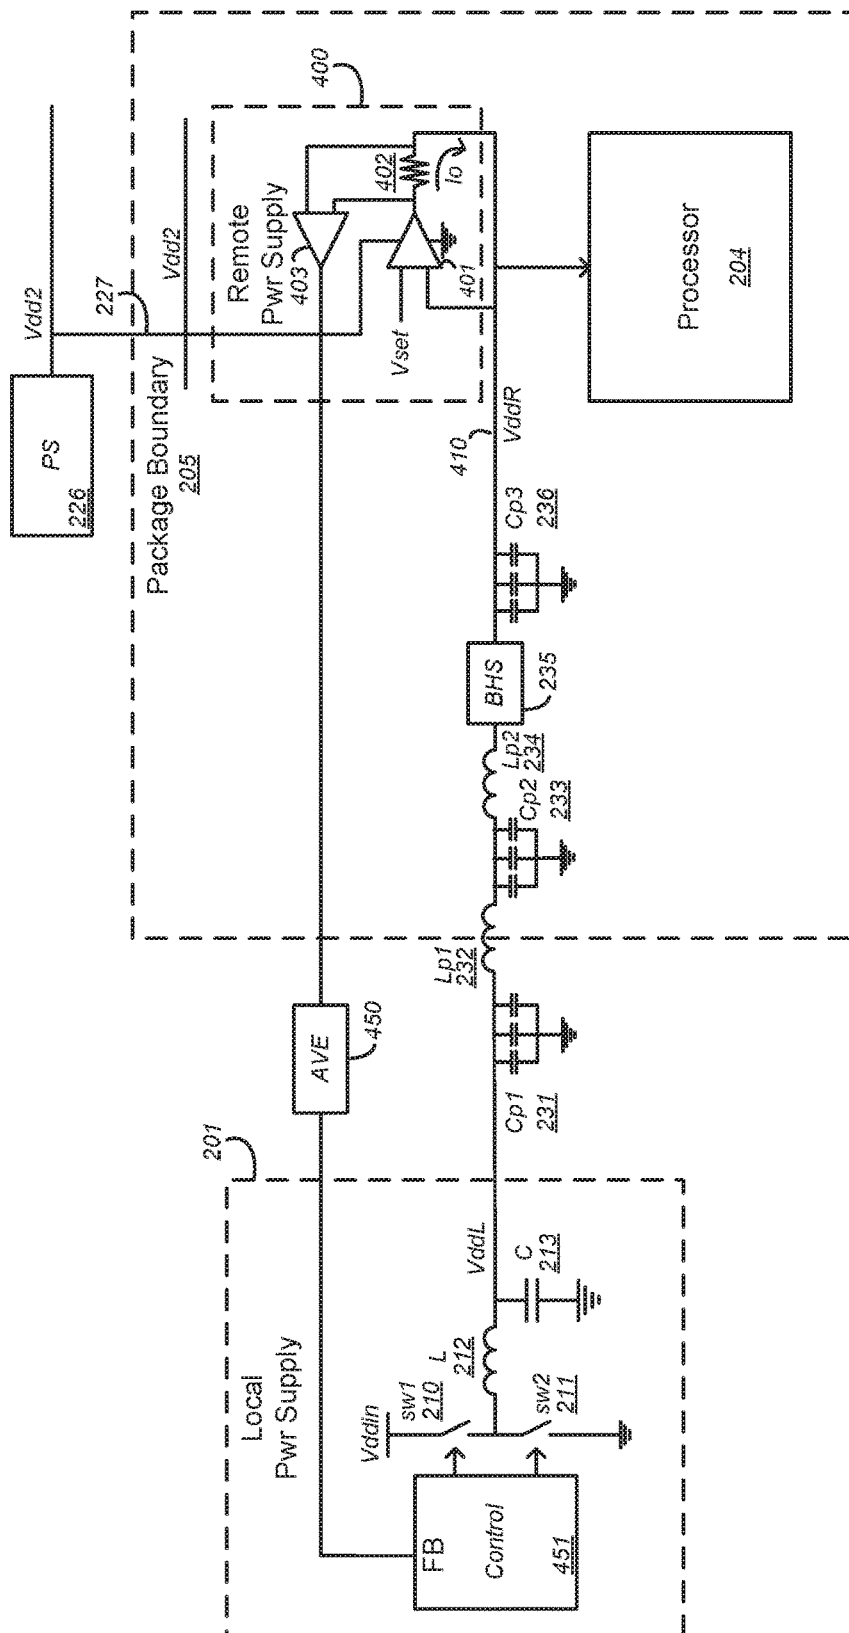 Local
Pwr Supply
201
FB
Control
451
Vddin
sw1
210
sw2
211
L
212
VddL
C
213
AVE
450
Cp1
231
Lp1
232
Cp2
233
Lp2
234
BHS
235
Cp3
236
410
VddR
PS
226
Vdd2
227
Package Boundary
205
Vdd2
Remote
Pwr Supply
400
403
402
Io
401
Vset
Processor
204